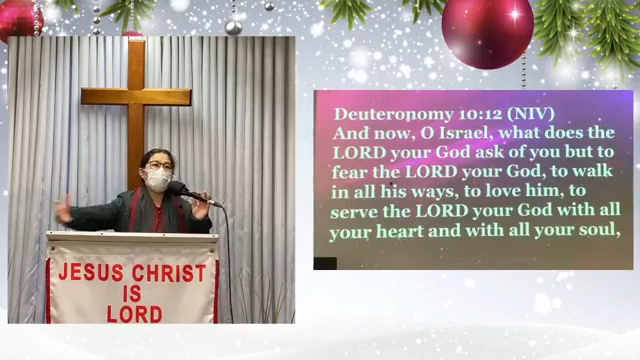 JESUS CHRIST
IS
LORD
Deuteronomy 10:12 (NIV)
And now, O Israel, what does the
LORD your God ask of you but to
fear the LORD your God, to walk
in all his ways, to love him, to
serve the LORD your God with all
your heart and with all your soul,